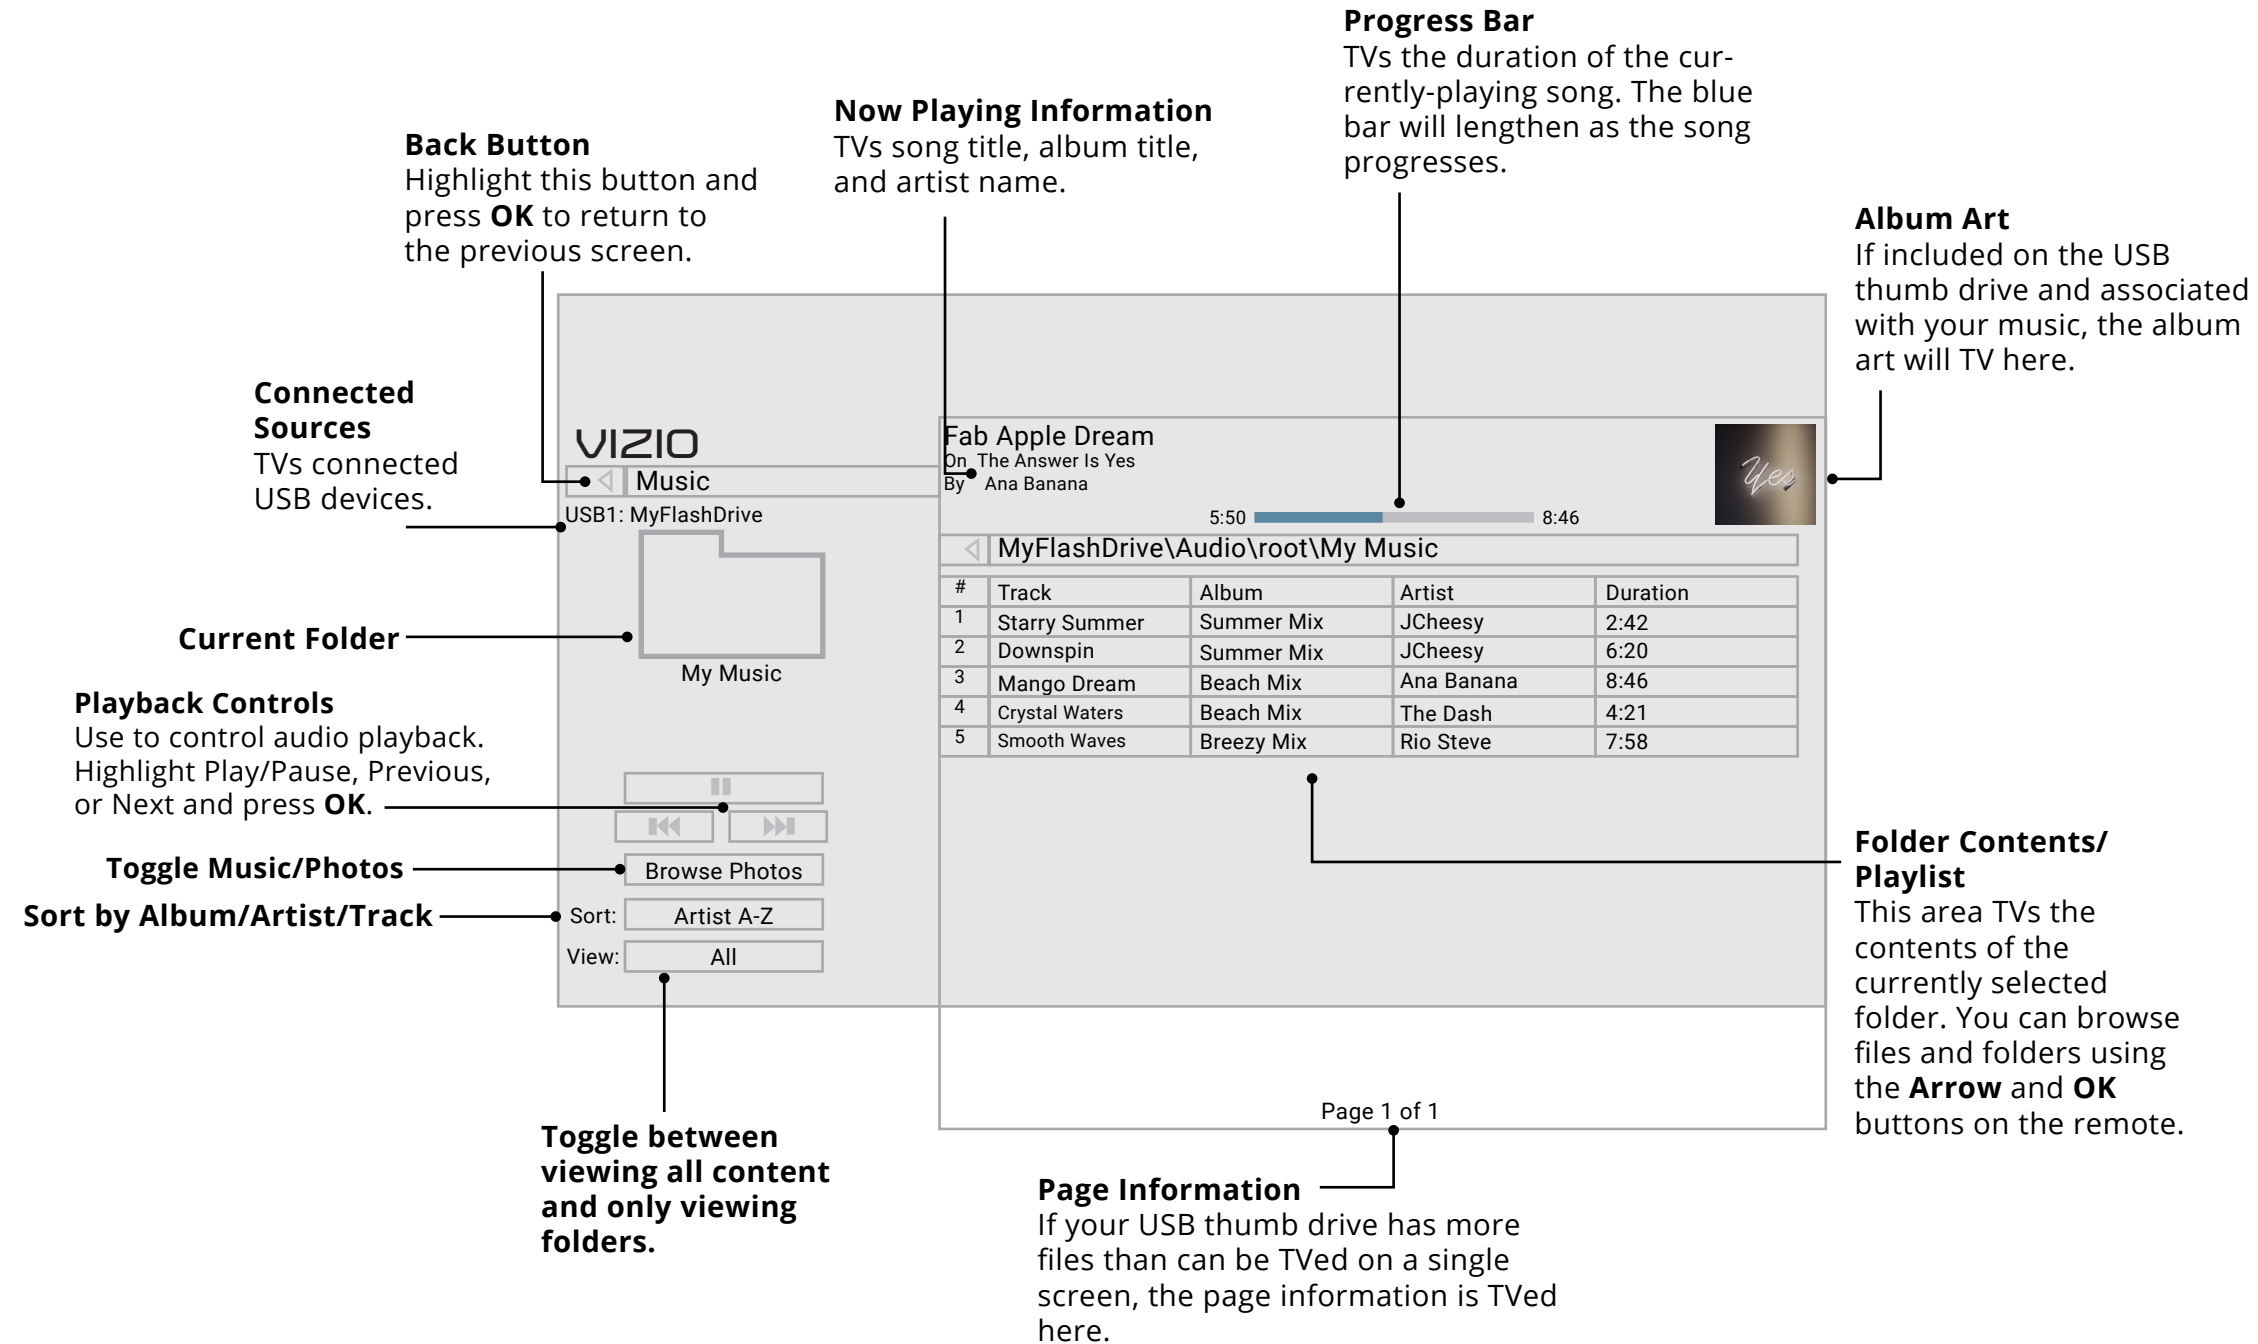 Progress Bar
TVs the duration of the cur-
rently-playing song. The blue
bar will lengthen as the song
progresses.
Now Playing Information
TVs song title, album title,
and artist name.
Back Button
Highlight this button and
press OK to return to
the previous screen.
Album Art
If included on the USB
thumb drive and associated
with your music, the album
art will TV here.
Connected
Sources
TVs connected
USB devices.
VIZIO
Music
USB1: MyFlashDrive
My Music
Current Folder
Playback Controls
Use to control audio playback.
Highlight Play/Pause, Previous,
or Next and press OK.
Toggle Music/Photos
Browse Photos
Sort by Album/Artist/Track
Sort: Artist A-Z
View: All
Fab Apple Dream
On The Answer Is Yes
By Ana Banana
5:50 8:46
Yes
MyFlashDrive\Audio\root\My Music
# Track Album Artist Duration
1 Starry Summer Summer Mix JCheesy 2:42
2 Downspin Summer Mix JCheesy 6:20
3 Mango Dream Beach Mix Ana Banana 8:46
4 Crystal Waters Beach Mix The Dash 4:21
5 Smooth Waves Breezy Mix Rio Steve 7:58
Folder Contents/
Playlist
This area TVs the
contents of the
currently selected
folder. You can browse
files and folders using
the Arrow and OK
buttons on the remote.
Page 1 of 1
Toggle between
viewing all content
and only viewing
folders.
Page Information
If your USB thumb drive has more
files than can be TVed on a single
screen, the page information is TVed
here.